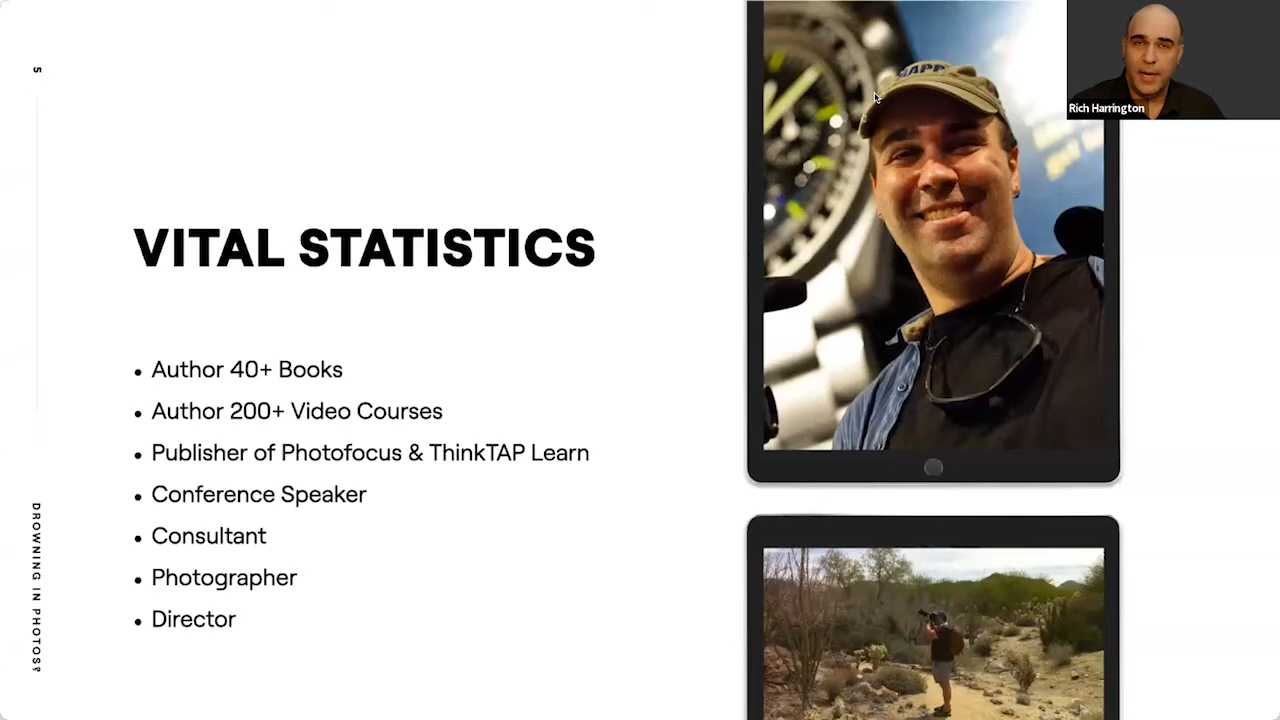 5
VITAL STATISTICS
• Author 40+ Books
• Author 200+ Video Courses
• Publisher of Photofocus & ThinkTAP Learn
• Conference Speaker
• Consultant
• Photographer
• Director
DROWNING IN PHOTOS?
Rich Harrington